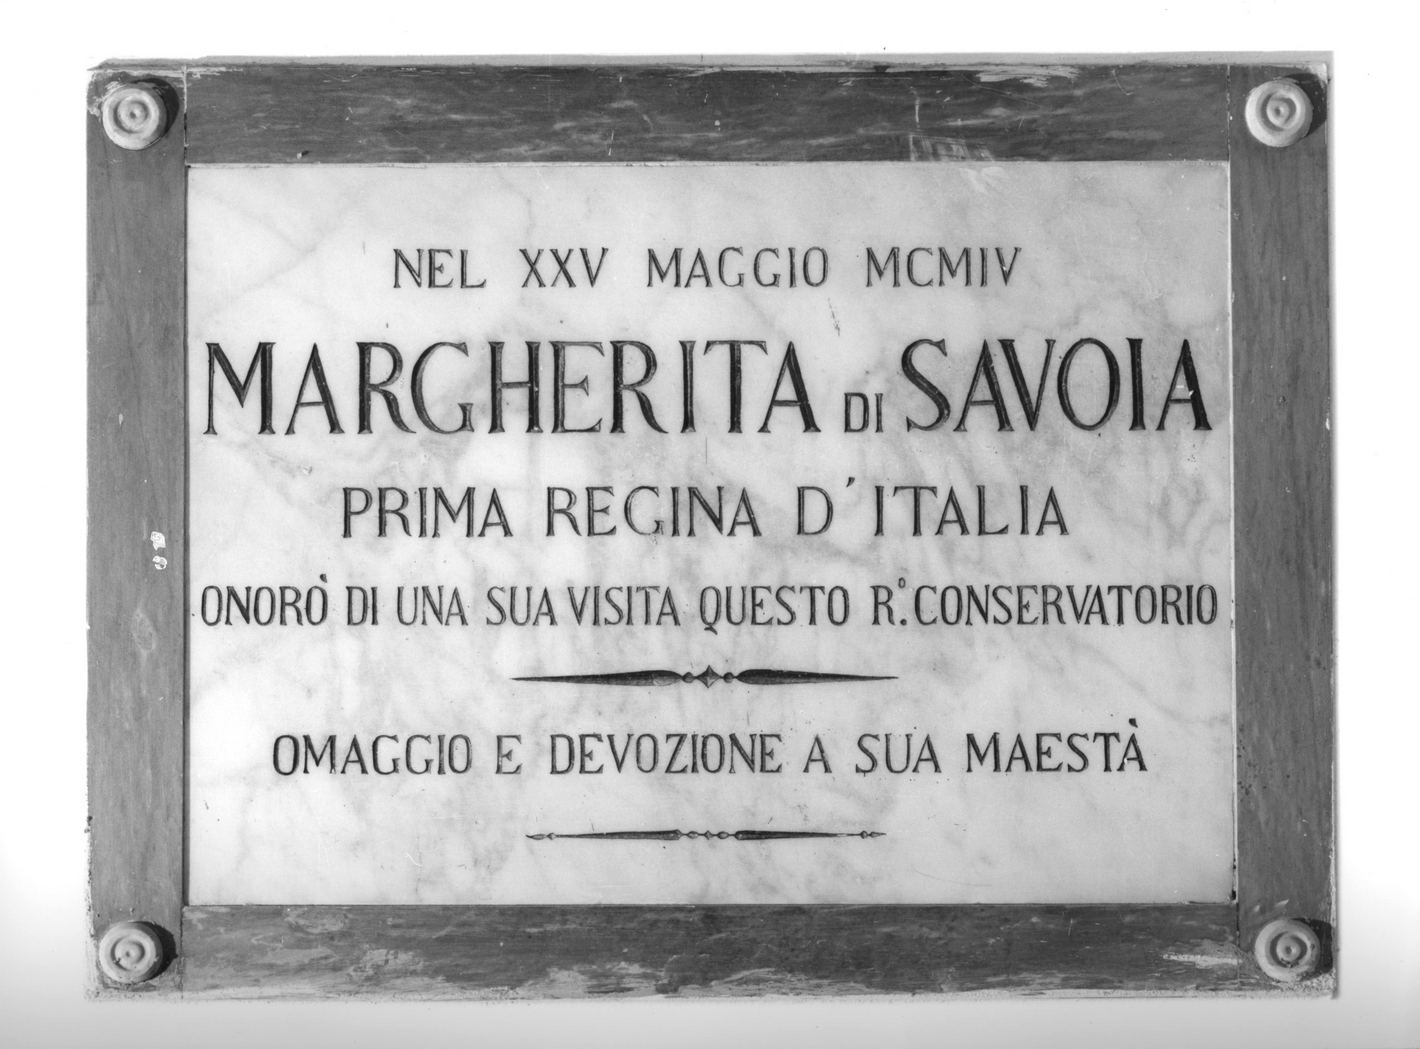 NEL XXV MAGGIO MCMIV
MARGHERITA DI SAVOIA
PRIMA REGINA D'ITALIA
ONORÒ DI UNA SUA VISITA QUESTO R.º CONSERVATORIO
OMAGGIO E DEVOZIONE A SUA MAESTÀ